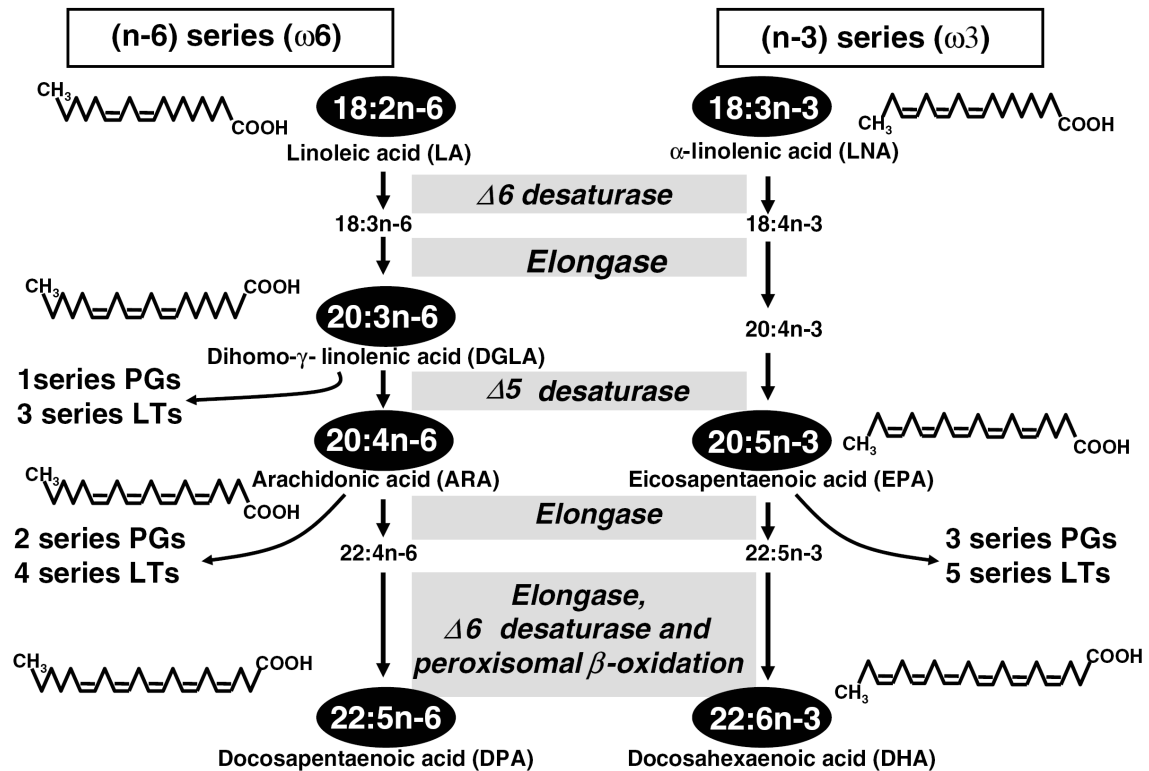 (n-6) series (ω6)
(n-3) series (ω3)
CH3
COOH
18:2n-6
Linoleic acid (LA)
18:3n-3
α-linolenic acid (LNA)
CH3
COOH
Δ6 desaturase
18:3n-6
18:4n-3
Elongase
CH3
COOH
20:3n-6
Dihomo-γ- linolenic acid (DGLA)
20:4n-3
1series PGs
3 series LTs
Δ5 desaturase
20:4n-6
Arachidonic acid (ARA)
20:5n-3
Eicosapentaenoic acid (EPA)
CH3
COOH
CH3
COOH
Elongase
2 series PGs
4 series LTs
22:4n-6
22:5n-3
3 series PGs
5 series LTs
Elongase,
Δ6 desaturase and
peroxisomal β-oxidation
CH3
COOH
22:5n-6
Docosapentaenoic acid (DPA)
22:6n-3
Docosahexaenoic acid (DHA)
CH3
COOH